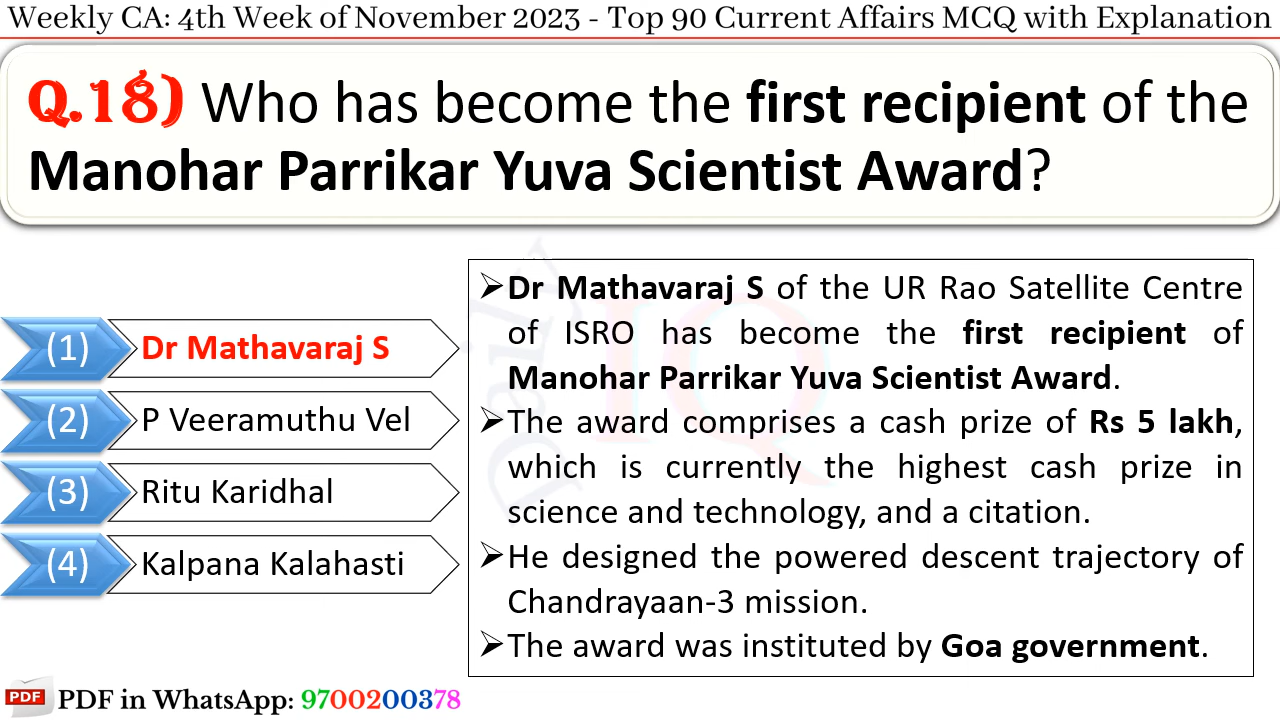 Weekly CA: 4th Week of November 2023 - Top 90 Current Affairs MCQ with Explanation
Q.18) Who has become the first recipient of the
Manohar Parrikar Yuva Scientist Award?
(1) Dr Mathavaraj S
(2) P Veeramuthu Vel
(3) Ritu Karidhal
(4) Kalpana Kalahasti
➢Dr Mathavaraj S of the UR Rao Satellite Centre
of ISRO has become the first recipient of
Manohar Parrikar Yuva Scientist Award.
➢The award comprises a cash prize of Rs 5 lakh,
which is currently the highest cash prize in
science and technology, and a citation.
➢He designed the powered descent trajectory of
Chandrayaan-3 mission.
➢The award was instituted by Goa government.
Daily
IQ
PDF PDF in WhatsApp: 9700200378